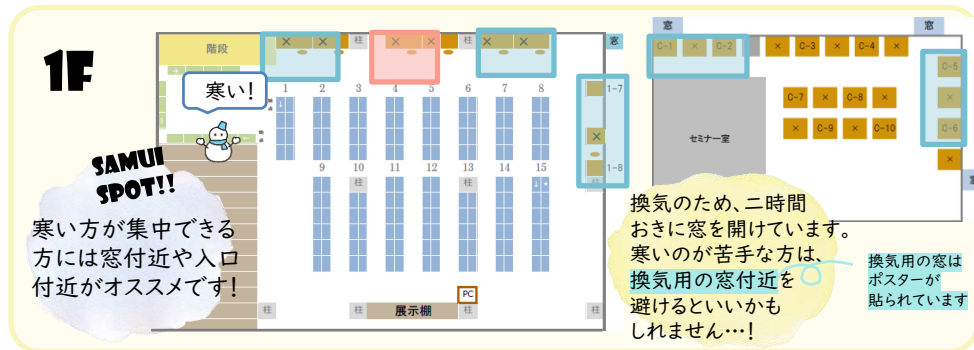 1F
階段
寒い!
SAMUI
SPOT!!
寒い方が集中できる
方には窓付近や入口
付近がオススメです!
× × 柱 × × 柱 × ×
窓
1 2 3 4 5 6 7 8
1-7
×
1-8
9 10 11 12 13 14 15
柱 柱 柱
PC
柱 柱 展示棚 柱 柱
窓 窓
C-1 × C-2 × C-3 × C-4 ×
C-5
×
C-6
×
窓
C-7 × C-8 ×
× C-9 × C-10
セミナー室
換気のため、二時間
おきに窓を開けています。
寒いのが苦手な方は、
換気用の窓付近を
避けるといいかも
しれません…!
換気用の窓は
ポスターが
貼られています